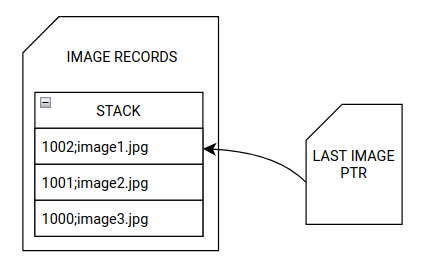 IMAGE RECORDS
STACK
1002;image1.jpg
1001;image2.jpg
1000;image3.jpg
LAST IMAGE
PTR